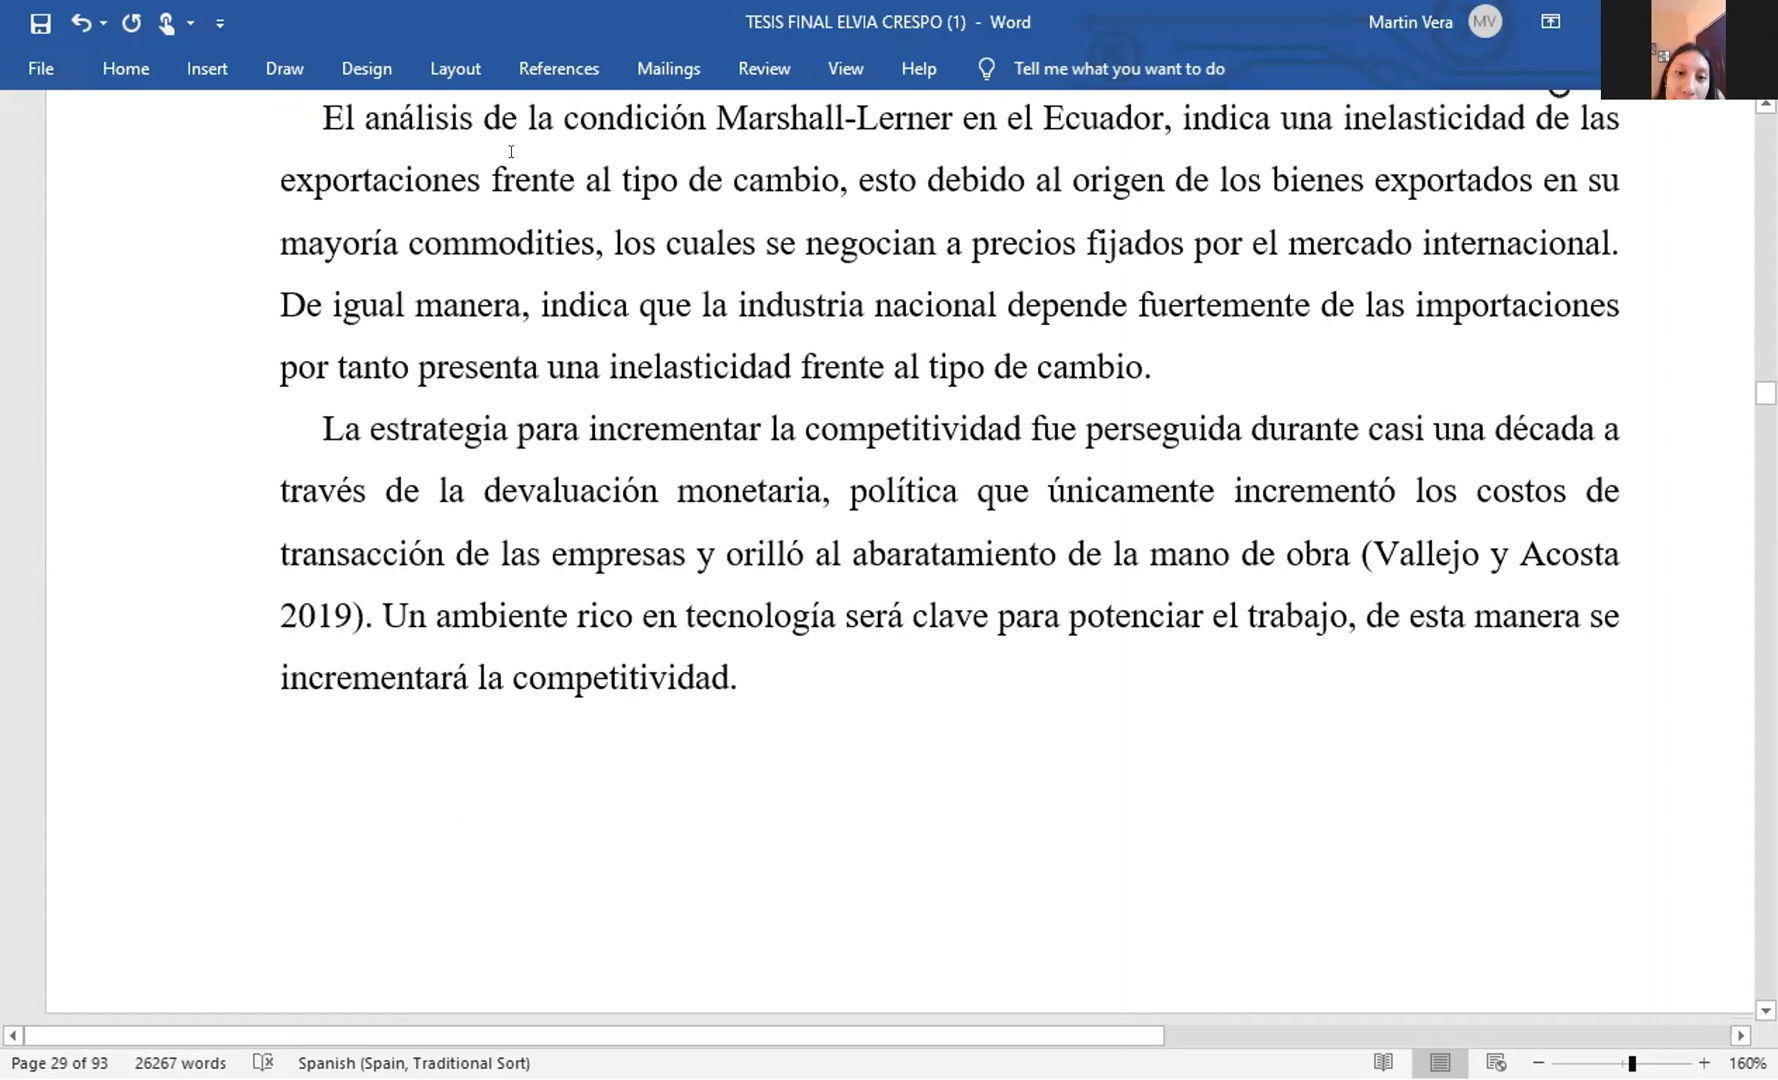 TESIS FINAL ELVIA CRESPO (1) - Word
Martin Vera
MV
File
Home
Insert
Draw
Design
Layout
References
Mailings
Review
View
Help
Tell me what you want to do
El análisis de la condición Marshall-Lerner en el Ecuador, indica una inelasticidad de las
exportaciones frente al tipo de cambio, esto debido al origen de los bienes exportados en su
mayoría commodities, los cuales se negocian a precios fijados por el mercado internacional.
De igual manera, indica que la industria nacional depende fuertemente de las importaciones
por tanto presenta una inelasticidad frente al tipo de cambio.
La estrategia para incrementar la competitividad fue perseguida durante casi una década a
través de la devaluación monetaria, política que únicamente incrementó los costos de
transacción de las empresas y orilló al abaratamiento de la mano de obra (Vallejo y Acosta
2019). Un ambiente rico en tecnología será clave para potenciar el trabajo, de esta manera se
incrementará la competitividad.
Page 29 of 93
26267 words
Spanish (Spain, Traditional Sort)
160%